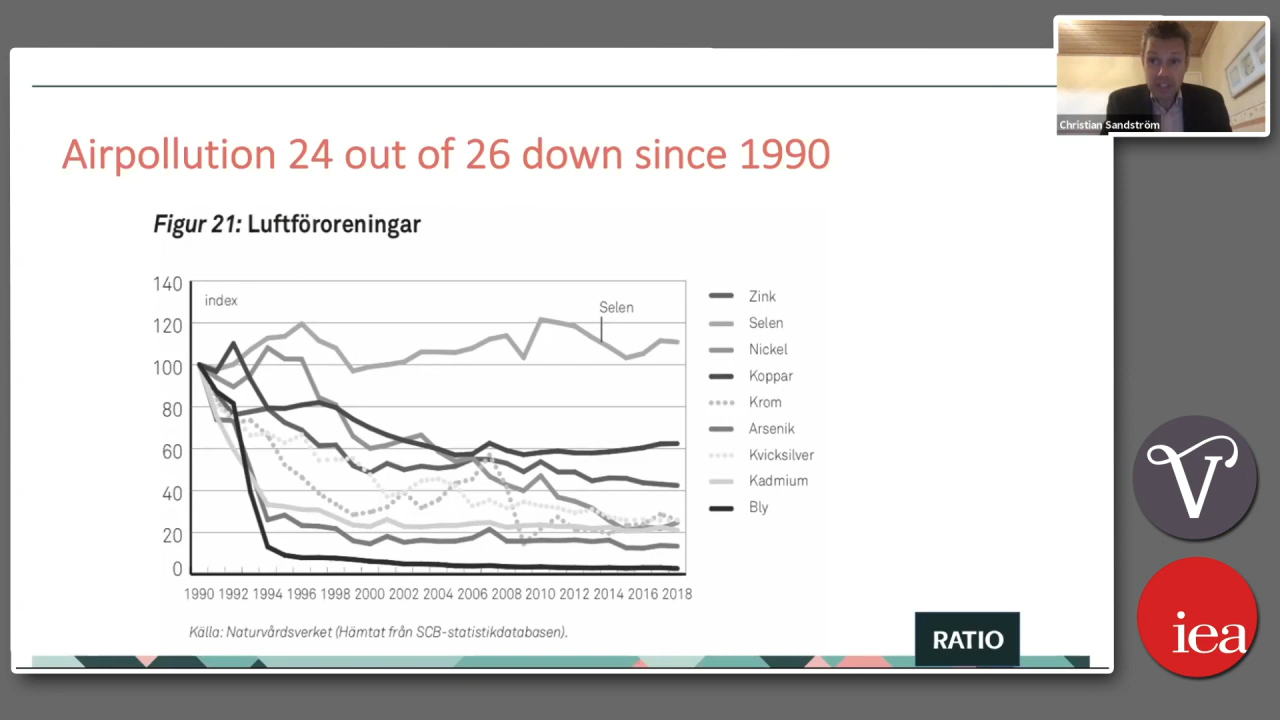 Christian Sandström
Airpollution 24 out of 26 down since 1990
Figur 21: Luftföroreningar
140
120
100
80
60
40
20
0
index
Selen
Zink
Selen
Nickel
Koppar
Krom
Arsenik
Kvicksilver
Kadmium
Bly
1990 1992 1994 1996 1998 2000 2002 2004 2006 2008 2010 2012 2014 2016 2018
Källa: Naturvårdsverket (Hämtat från SCB-statistikdatabasen).
RATIO
V
iea